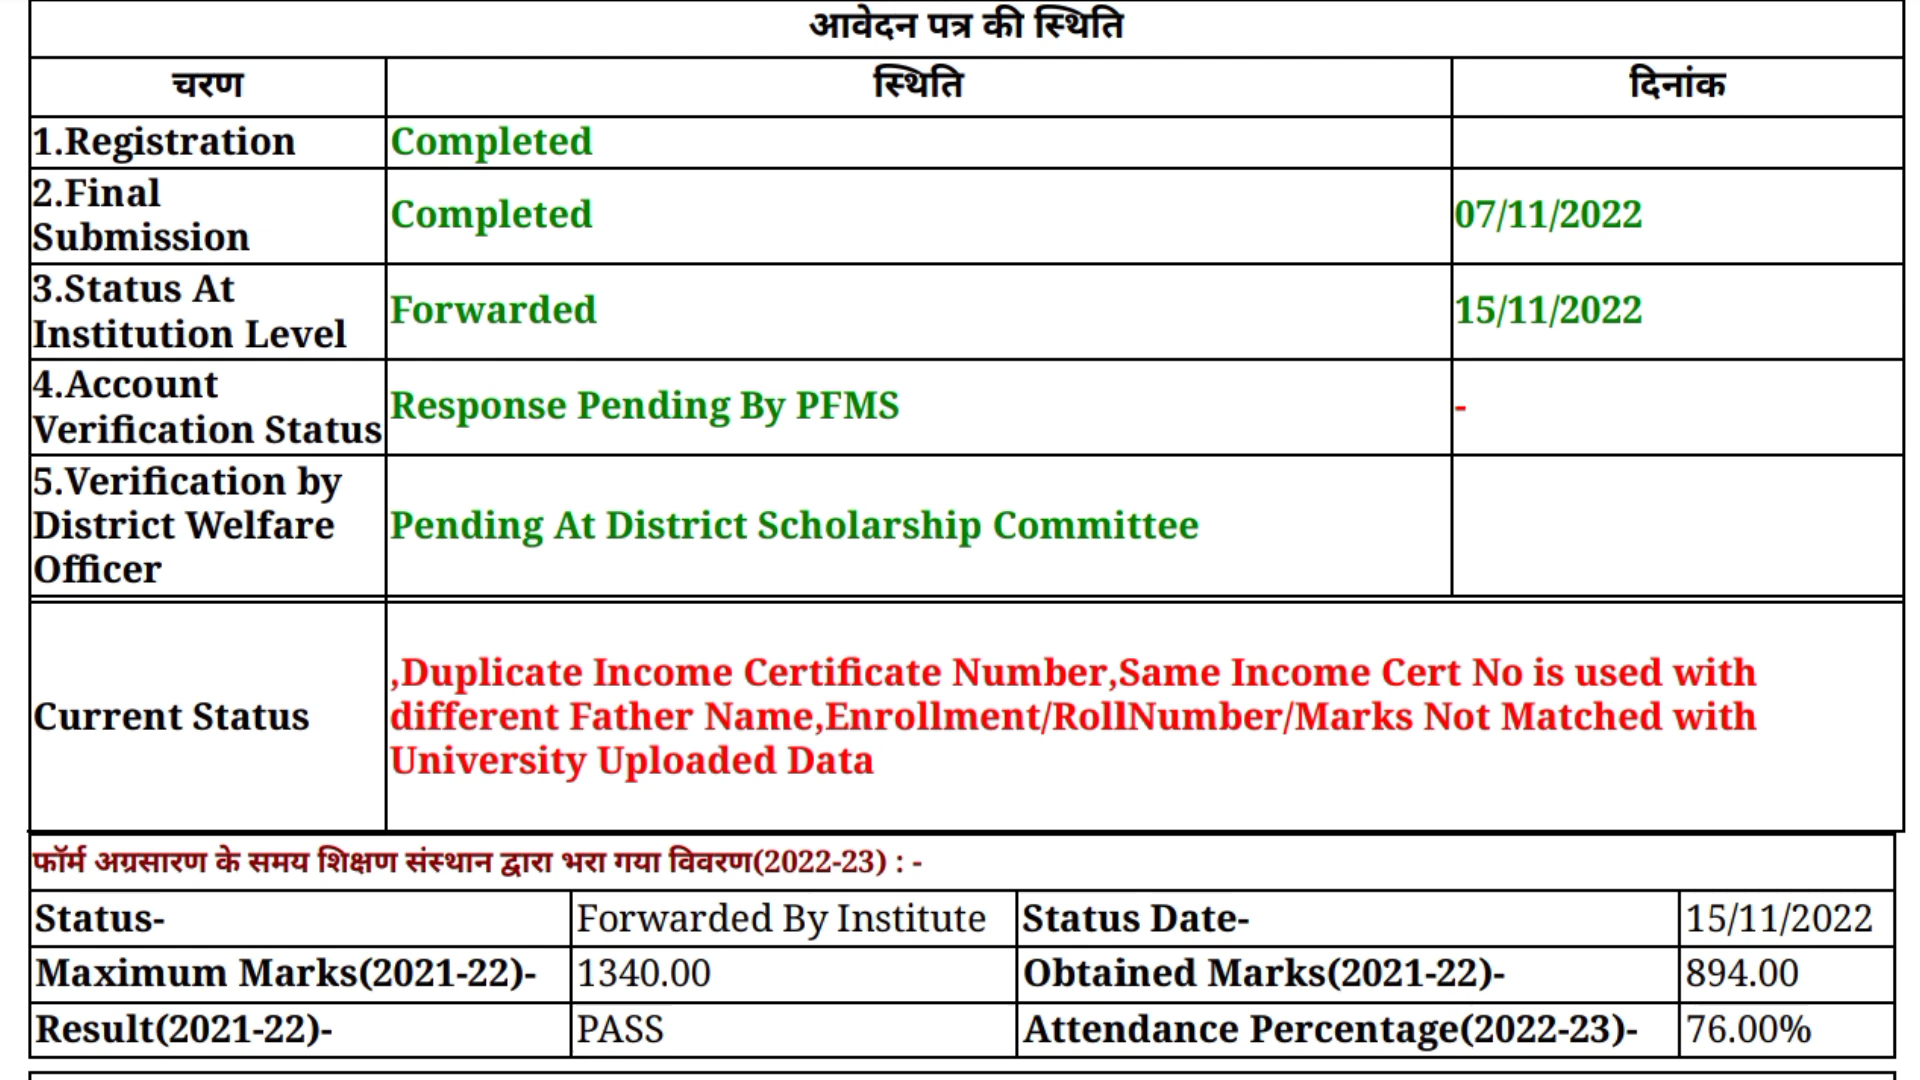 आवेदन पत्र की स्थिति
चरण स्थिति दिनांक
1.Registration Completed
2.Final Submission Completed 07/11/2022
3.Status At Institution Level Forwarded 15/11/2022
4.Account Verification Status Response Pending By PFMS -
5.Verification by District Welfare Officer Pending At District Scholarship Committee
Current Status
,Duplicate Income Certificate Number,Same Income Cert No is used with
different Father Name,Enrollment/RollNumber/Marks Not Matched with
University Uploaded Data
फॉर्म अग्रसारण के समय शिक्षण संस्थान द्वारा भरा गया विवरण(2022-23) : -
Status- Forwarded By Institute Status Date- 15/11/2022
Maximum Marks(2021-22)- 1340.00 Obtained Marks(2021-22)- 894.00
Result(2021-22)- PASS Attendance Percentage(2022-23)- 76.00%